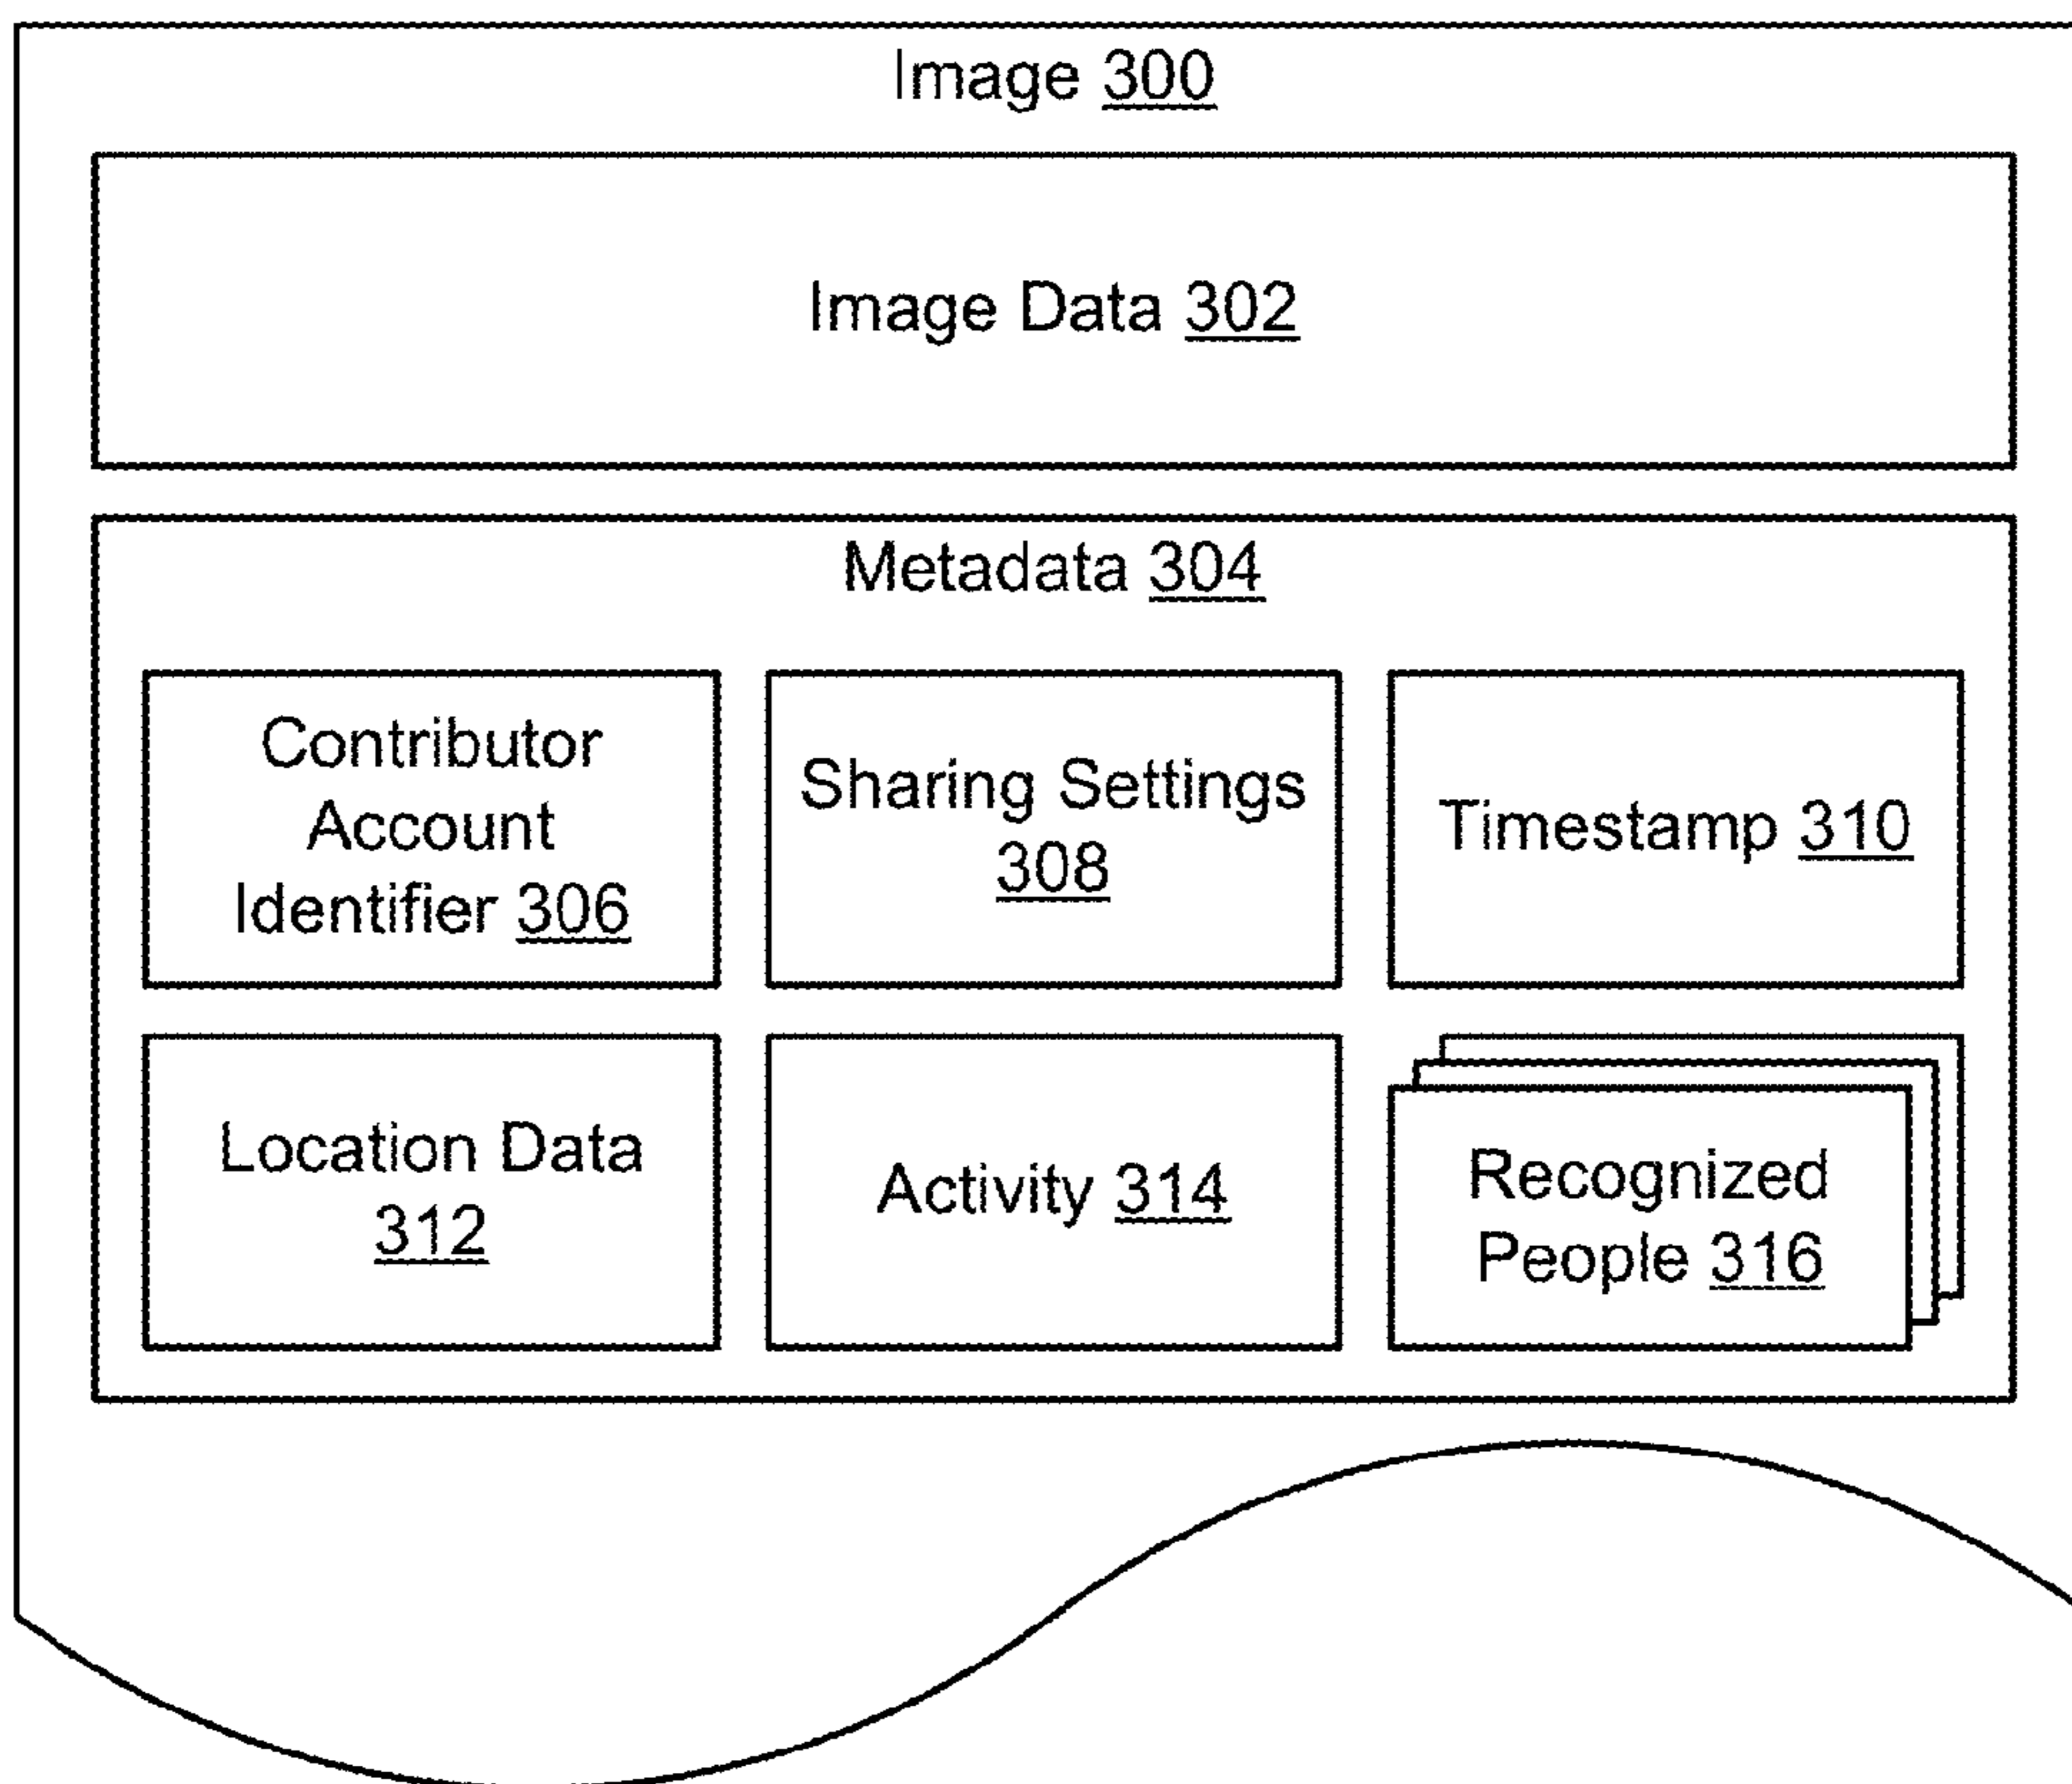 Image 300
Image Data 302
Metadata 304
Contributor
Account
Identifier 306
Sharing Settings
308
Timestamp 310
Location Data
312
Activity 314
Recognized
People 316